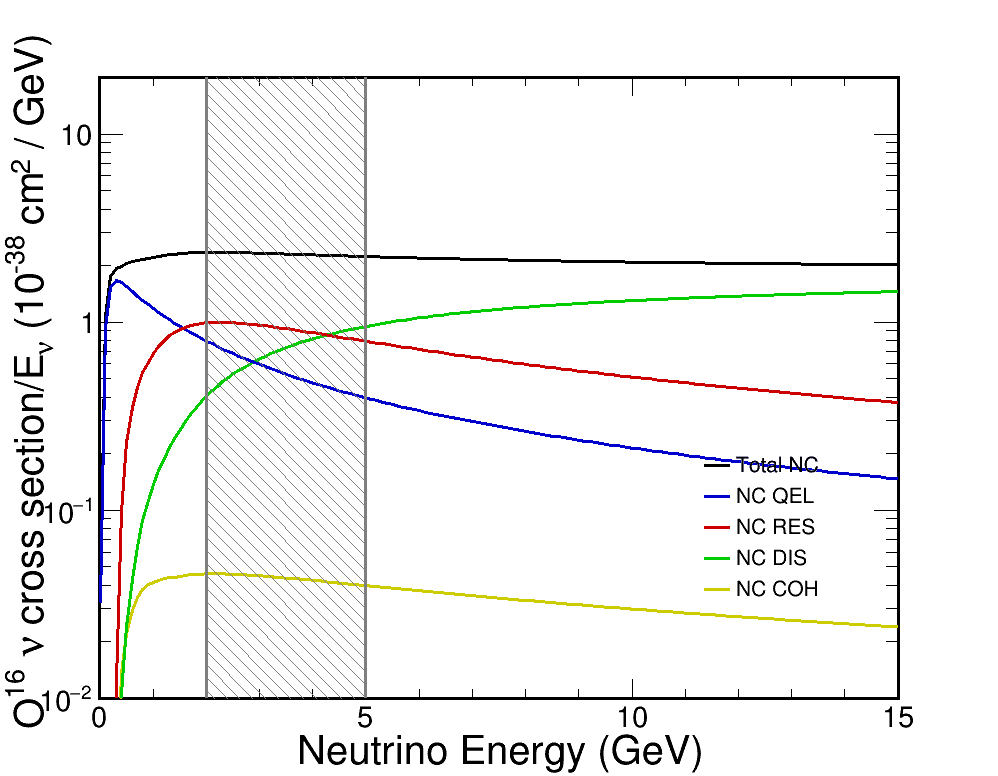 O¹⁶ ν cross section/Eᵥ (10⁻³⁸ cm² / GeV)
10
1
10⁻¹
10⁻²
Total NC
NC QEL
NC RES
NC DIS
NC COH
0 5 10 15
Neutrino Energy (GeV)